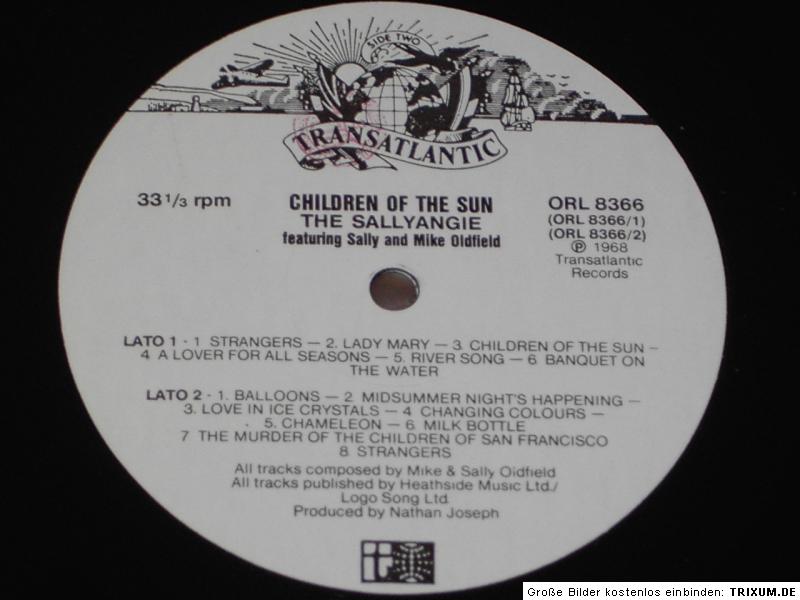 SIDE TWO
TRANSATLANTIC
33 1/3 rpm
CHILDREN OF THE SUN
THE SALLYANGIE
featuring Sally and Mike Oldfield
ORL 8366
(ORL 8366/1)
(ORL 8366/2)
℗ 1968
Transatlantic
Records
LATO 1 - 1 STRANGERS — 2. LADY MARY — 3. CHILDREN OF THE SUN —
4 A LOVER FOR ALL SEASONS — 5. RIVER SONG — 6 BANQUET ON
THE WATER
LATO 2 - 1. BALLOONS — 2 MIDSUMMER NIGHT'S HAPPENING —
3. LOVE IN ICE CRYSTALS — 4 CHANGING COLOURS —
5. CHAMELEON — 6 MILK BOTTLE
7 THE MURDER OF THE CHILDREN OF SAN FRANCISCO
8 STRANGERS
All tracks composed by Mike & Sally Oldfield
All tracks published by Heathside Music Ltd./
Logo Song Ltd
Produced by Nathan Joseph
it
Große Bilder kostenlos einbinden: TRIXUM.DE